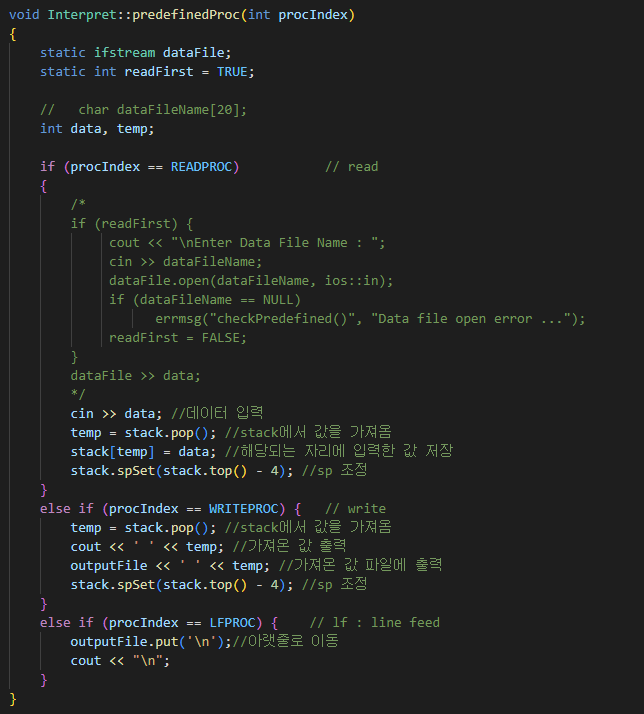 void Interpret::predefinedProc(int procIndex)
{
    static ifstream dataFile;
    static int readFirst = TRUE;

    //   char dataFileName[20];
    int data, temp;

    if (procIndex == READPROC)           // read
    {
        /*
        if (readFirst) {
             cout << "\nEnter Data File Name : ";
             cin >> dataFileName;
             dataFile.open(dataFileName, ios::in);
             if (dataFileName == NULL)
                   errmsg("checkPredefined()", "Data file open error ...");
             readFirst = FALSE;
        }
        dataFile >> data;
        */
        cin >> data; //데이터 입력
        temp = stack.pop(); //stack에서 값을 가져옴
        stack[temp] = data; //해당되는 자리에 입력한 값 저장
        stack.spSet(stack.top() - 4); //sp 조정
    }
    else if (procIndex == WRITEPROC) {   // write
        temp = stack.pop(); //stack에서 값을 가져옴
        cout << ' ' << temp; //가져온 값 출력
        outputFile << ' ' << temp; //가져온 값 파일에 출력
        stack.spSet(stack.top() - 4); //sp 조정
    }
    else if (procIndex == LFPROC) {    // lf : line feed
        outputFile.put('\n');//아랫줄로 이동
        cout << "\n";
    }
}